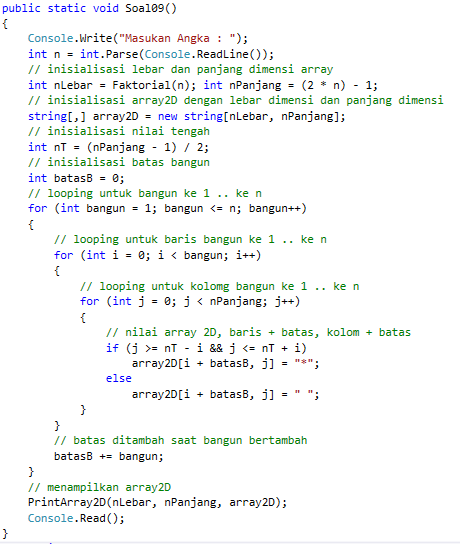 public static void Soal09()
{
    Console.Write("Masukan Angka : ");
    int n = int.Parse(Console.ReadLine());
    // inisialisasi lebar dan panjang dimensi array
    int nLebar = Faktorial(n); int nPanjang = (2 * n) - 1;
    // inisialisasi array2D dengan lebar dimensi dan panjang dimensi
    string[,] array2D = new string[nLebar, nPanjang];
    // inisialisasi nilai tengah
    int nT = (nPanjang - 1) / 2;
    // inisialisasi batas bangun
    int batasB = 0;
    // looping untuk bangun ke 1 .. ke n
    for (int bangun = 1; bangun <= n; bangun++)
    {
        // looping untuk baris bangun ke 1 .. ke n
        for (int i = 0; i < bangun; i++)
        {
            // looping untuk kolomg bangun ke 1 .. ke n
            for (int j = 0; j < nPanjang; j++)
            {
                // nilai array 2D, baris + batas, kolom + batas
                if (j >= nT - i && j <= nT + i)
                    array2D[i + batasB, j] = "*";
                else
                    array2D[i + batasB, j] = " ";
            }
        }
        // batas ditambah saat bangun bertambah
        batasB += bangun;
    }
    // menampilkan array2D
    PrintArray2D(nLebar, nPanjang, array2D);
    Console.Read();
}